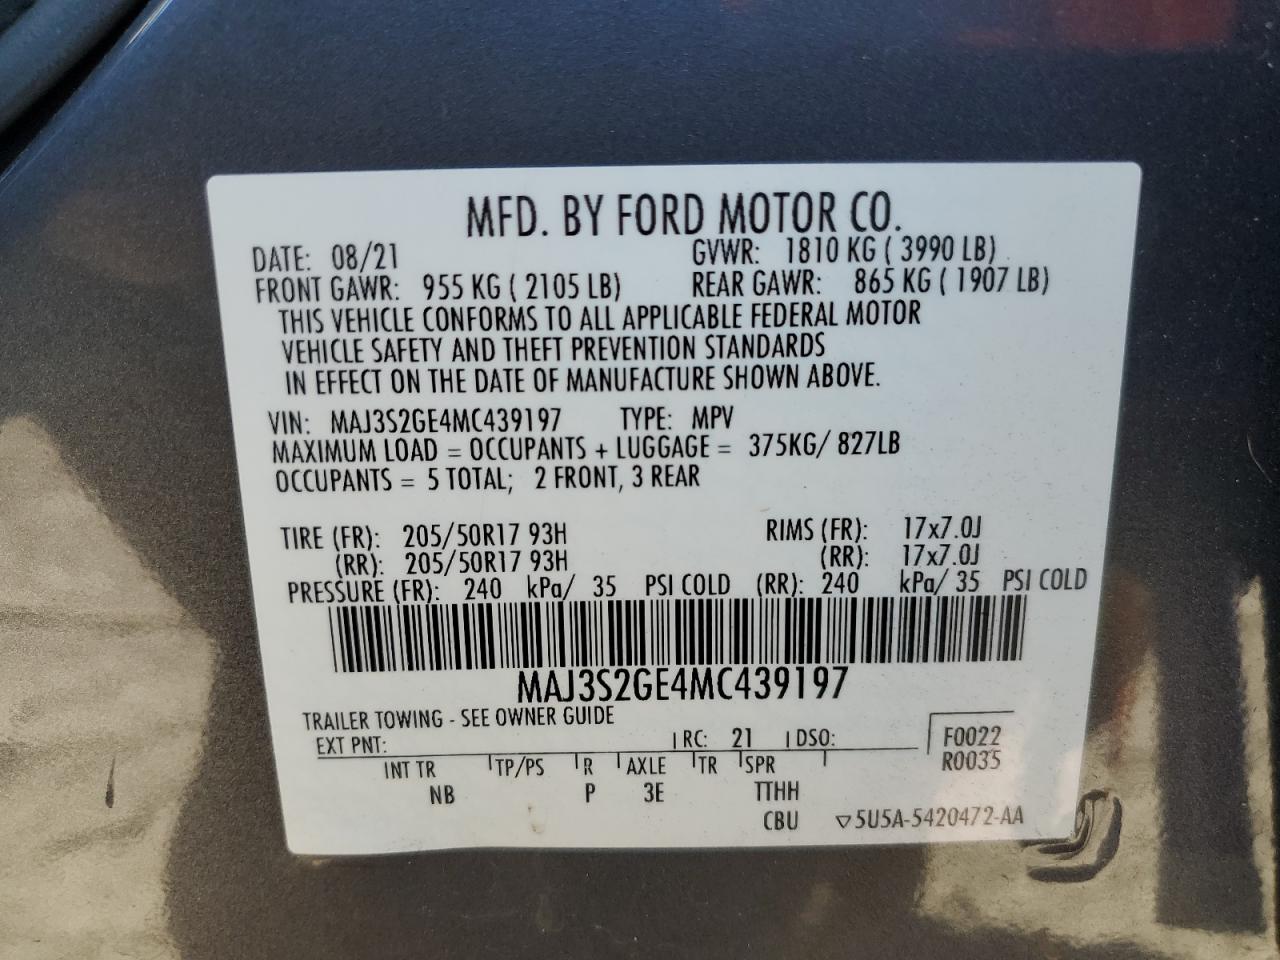 MFD. BY FORD MOTOR CO.
DATE: 08/21 GVWR: 1810 KG ( 3990 LB)
FRONT GAWR: 955 KG ( 2105 LB) REAR GAWR: 865 KG ( 1907 LB)
THIS VEHICLE CONFORMS TO ALL APPLICABLE FEDERAL MOTOR
VEHICLE SAFETY AND THEFT PREVENTION STANDARDS
IN EFFECT ON THE DATE OF MANUFACTURE SHOWN ABOVE.
VIN: MAJ3S2GE4MC439197 TYPE: MPV
MAXIMUM LOAD = OCCUPANTS + LUGGAGE = 375KG/ 827LB
OCCUPANTS = 5 TOTAL; 2 FRONT, 3 REAR
TIRE (FR): 205/50R17 93H RIMS (FR): 17x7.0J
(RR): 205/50R17 93H (RR): 17x7.0J
PRESSURE (FR): 240 kPa/ 35 PSI COLD (RR): 240 kPa/ 35 PSI COLD
MAJ3S2GE4MC439197
TRAILER TOWING - SEE OWNER GUIDE
EXT PNT: RC: 21 DSO: F0022
R0035
INT TR TP/PS R AXLE TR SPR
NB P 3E TTHH
CBU ▽5U5A-5420472-AA